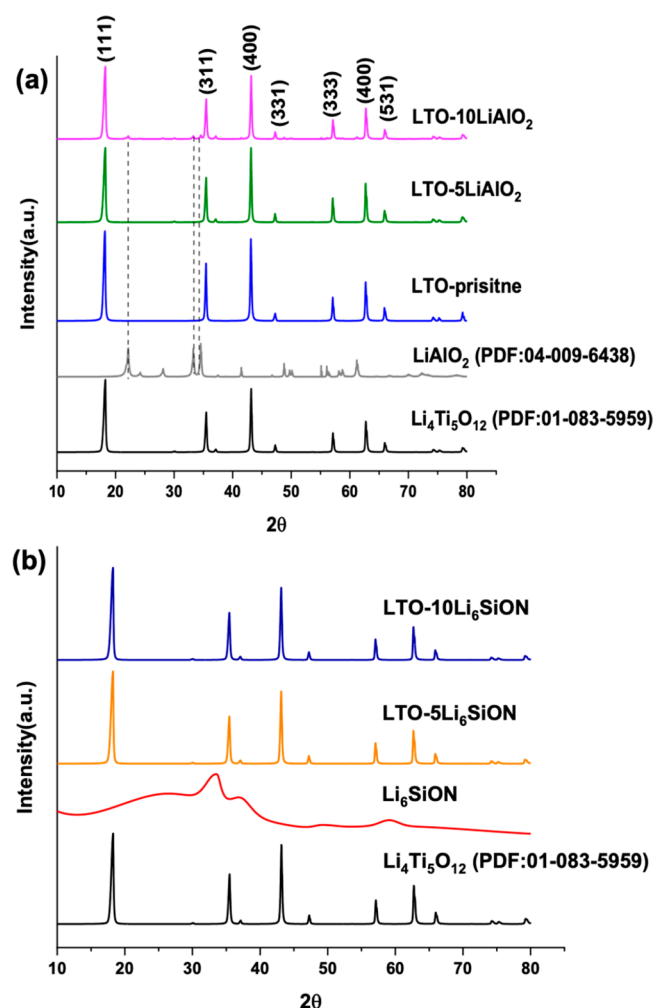 (a)
(111)
(311)
(400)
(331)
(333)
(400)
(531)
LTO-10LiAlO₂
LTO-5LiAlO₂
LTO-prisitne
LiAlO₂ (PDF:04-009-6438)
Li₄Ti₅O₁₂ (PDF:01-083-5959)
Intensity(a.u.)
10 20 30 40 50 60 70 80
2θ
(b)
LTO-10Li₆SiON
LTO-5Li₆SiON
Li₆SiON
Li₄Ti₅O₁₂ (PDF:01-083-5959)
Intensity(a.u.)
10 20 30 40 50 60 70 80
2θ